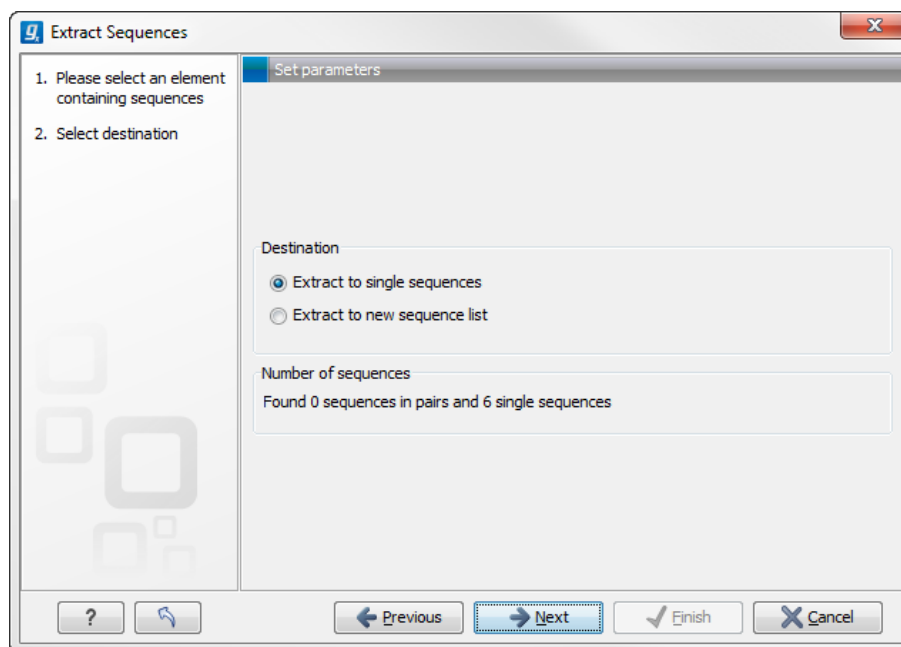 Extract Sequences
1. Please select an element
containing sequences
2. Select destination
Set parameters
Destination
Extract to single sequences
Extract to new sequence list
Number of sequences
Found 0 sequences in pairs and 6 single sequences
?
Previous
Next
Finish
Cancel